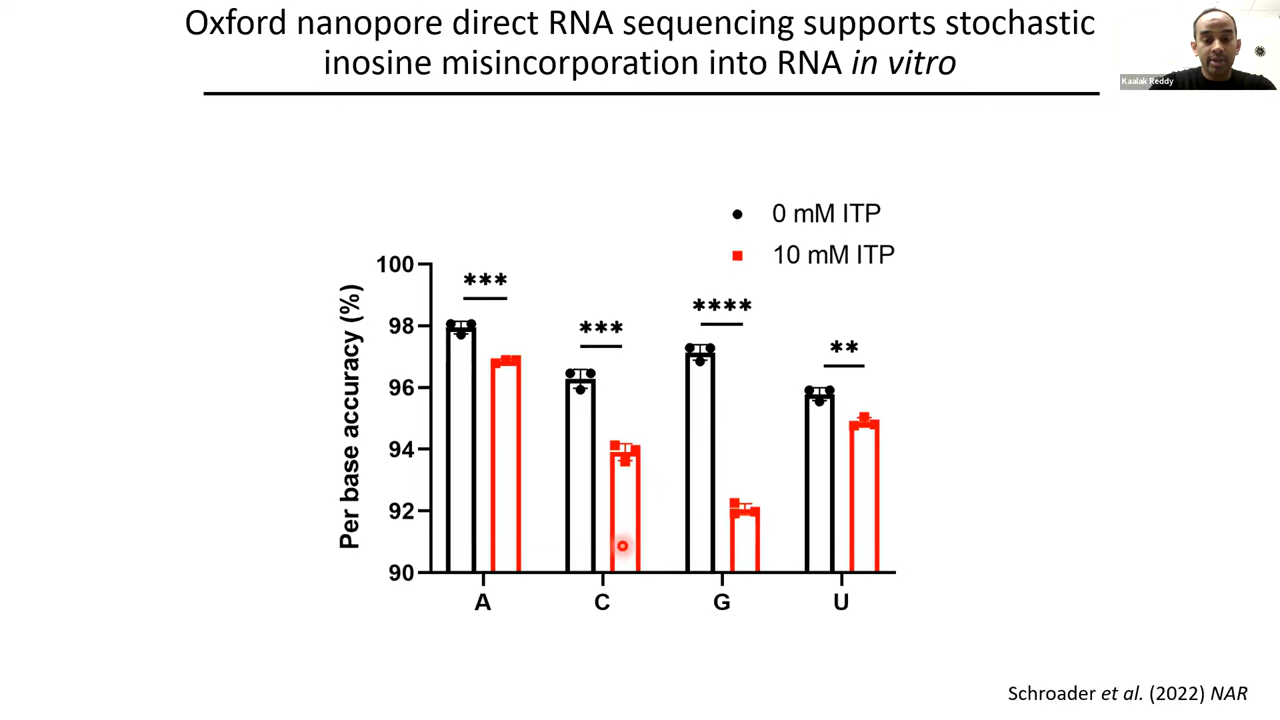 Oxford nanopore direct RNA sequencing supports stochastic
inosine misincorporation into RNA in vitro
Kaalak Reddy
0 mM ITP
10 mM ITP
Per base accuracy (%)
100
98
96
94
92
90
***
***
****
**
A C G U
Schroader et al. (2022) NAR